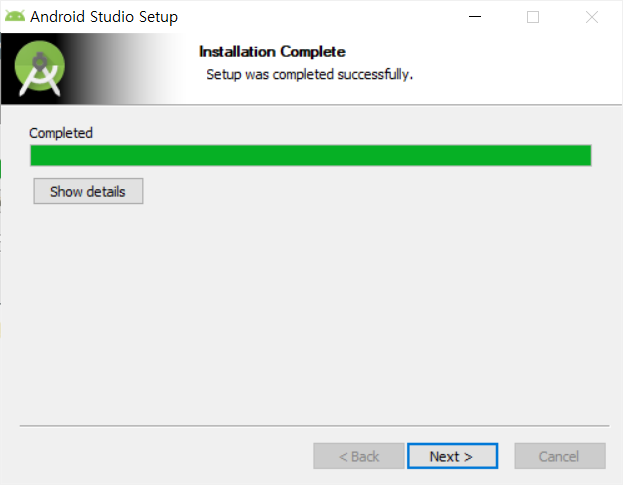 Android Studio Setup
Installation Complete
Setup was completed successfully.
Completed
Show details
< Back
Next >
Cancel